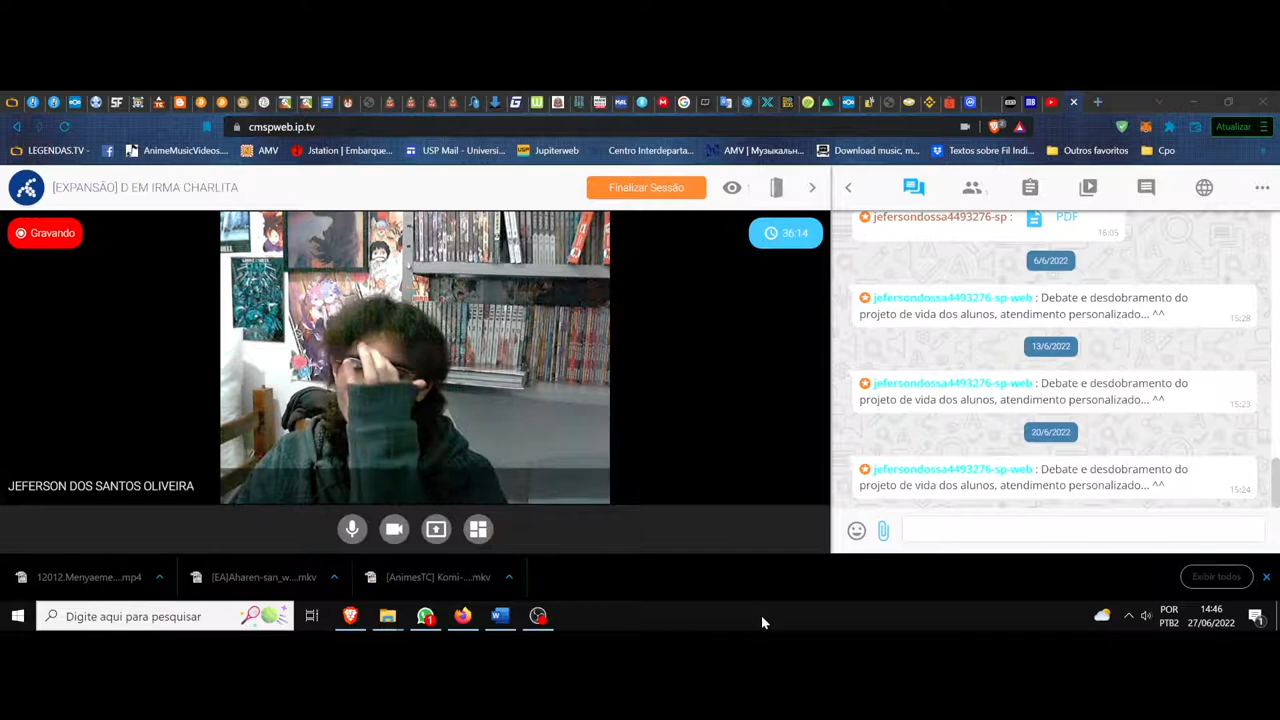 cmspweb.ip.tv
Atualizar
LEGENDAS.TV -
AnimeMusicVideos...
AMV
Jstation | Embarque...
USP Mail - Universi...
Jupiterweb
Centro Interdeparta...
AMV | Музыкальн...
Download music, m...
Textos sobre Fil Indi...
Outros favoritos
Cpo
[EXPANSÃO] D EM IRMA CHARLITA
Finalizar Sessão
1
1
Gravando
36:14
JEFERSON DOS SANTOS OLIVEIRA
jefersondossa4493276-sp :
PDF
16:05
6/6/2022
jefersondossa4493276-sp-web : Debate e desdobramento do
projeto de vida dos alunos, atendimento personalizado... ^^
15:28
13/6/2022
jefersondossa4493276-sp-web : Debate e desdobramento do
projeto de vida dos alunos, atendimento personalizado... ^^
15:23
20/6/2022
jefersondossa4493276-sp-web : Debate e desdobramento do
projeto de vida dos alunos, atendimento personalizado... ^^
15:24
12012.Menyaeme....mp4
[EA]Aharen-san_w....mkv
[AnimesTC] Komi-....mkv
Exibir todos
Digite aqui para pesquisar
1
POR
PTB2
14:46
27/06/2022
1